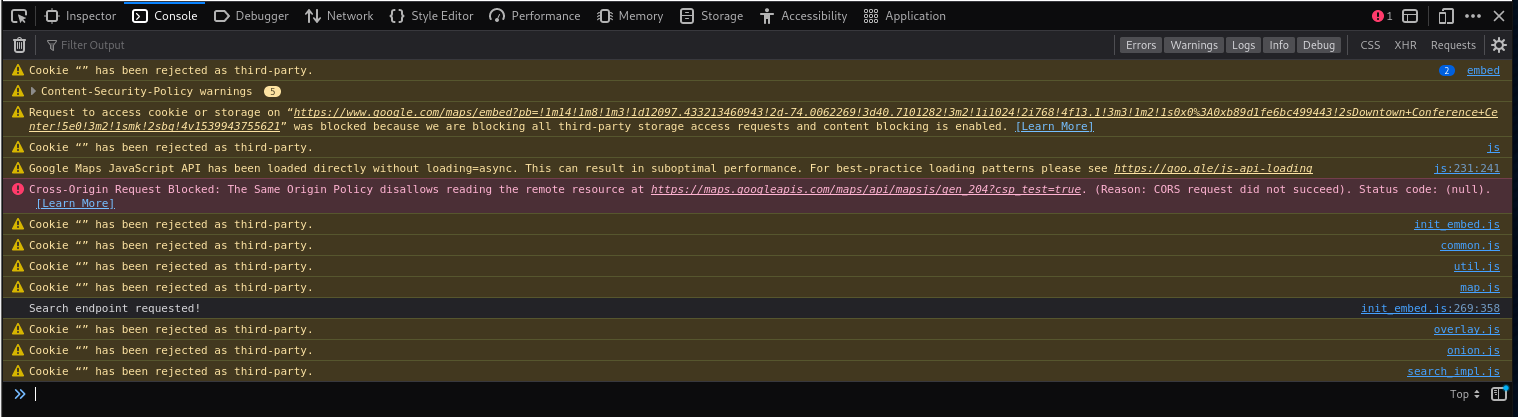 Inspector Console Debugger Network Style Editor Performance Memory Storage Accessibility Application 1
Filter Output Errors Warnings Logs Info Debug CSS XHR Requests
Cookie “” has been rejected as third-party. 2 embed
Content-Security-Policy warnings 5
Request to access cookie or storage on “https://www.google.com/maps/embed?pb=!1m14!1m8!1m3!1d12097.433213460943!2d-74.0062269!3d40.7101282!3m2!1i1024!2i768!4f13.1!3m3!1m2!1s0x0%3A0xb89d1fe6bc499443!2sDowntown+Conference+Ce
nter!5e0!3m2!1smk!2sbg!4v1539943755621” was blocked because we are blocking all third-party storage access requests and content blocking is enabled. [Learn More]
Cookie “” has been rejected as third-party. js
Google Maps JavaScript API has been loaded directly without loading=async. This can result in suboptimal performance. For best-practice loading patterns please see https://goo.gle/js-api-loading js:231:241
Cross-Origin Request Blocked: The Same Origin Policy disallows reading the remote resource at https://maps.googleapis.com/maps/api/mapsjs/gen_204?csp_test=true. (Reason: CORS request did not succeed). Status code: (null).
[Learn More]
Cookie “” has been rejected as third-party. init_embed.js
Cookie “” has been rejected as third-party. common.js
Cookie “” has been rejected as third-party. util.js
Cookie “” has been rejected as third-party. map.js
Search endpoint requested! init_embed.js:269:358
Cookie “” has been rejected as third-party. overlay.js
Cookie “” has been rejected as third-party. onion.js
Cookie “” has been rejected as third-party. search_impl.js
Top